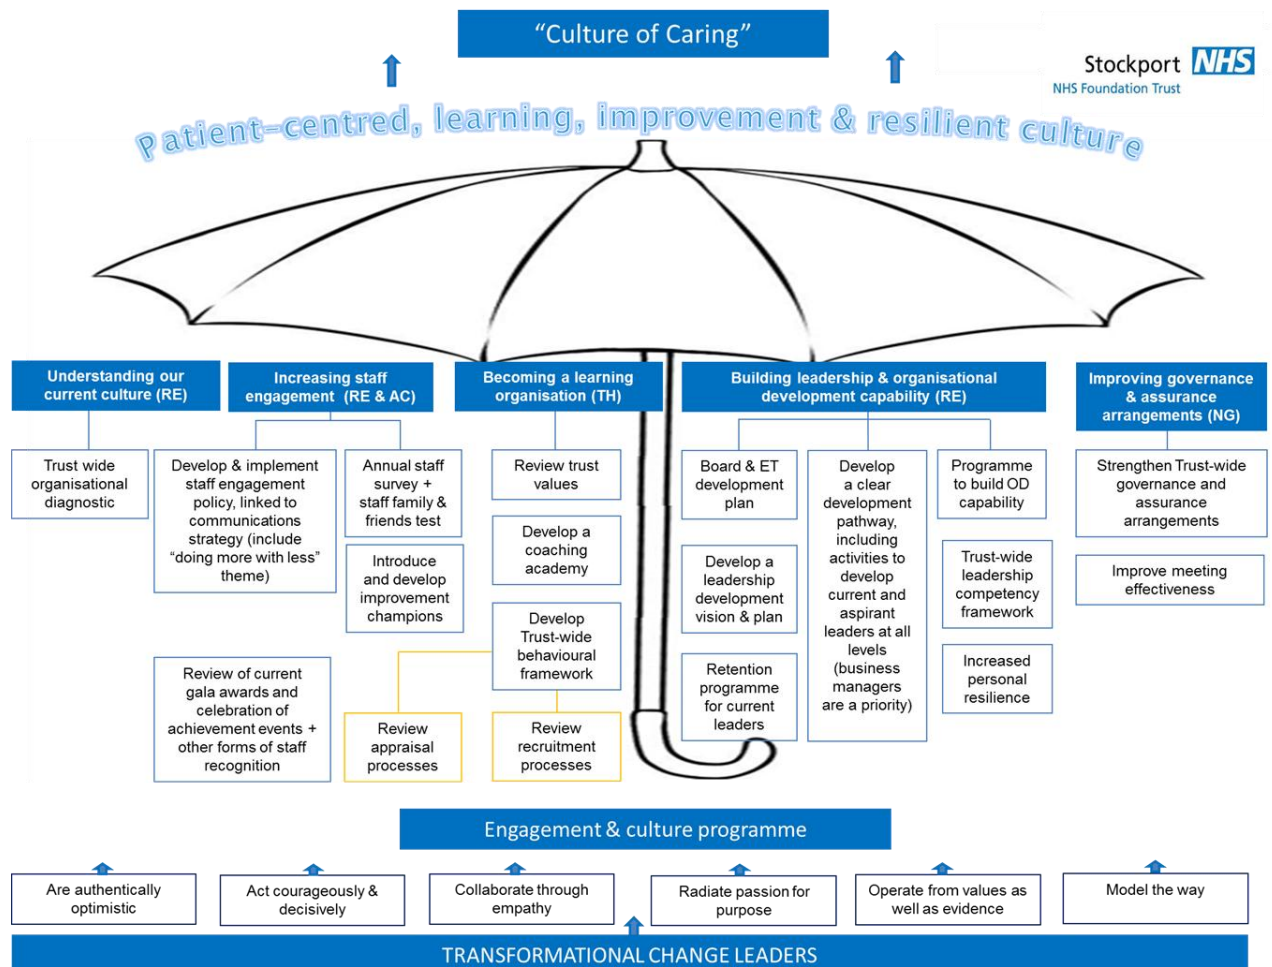 “Culture of Caring”
Stockport NHS
NHS Foundation Trust
Patient-centred, learning, improvement & resilient culture
Understanding our
current culture (RE)
Trust wide
organisational
diagnostic
Increasing staff
engagement (RE & AC)
Develop & implement
staff engagement
policy, linked to
communications
strategy (include
“doing more with less”
theme)
Review of current
gala awards and
celebration of
achievement events +
other forms of staff
recognition
Annual staff
survey +
staff family &
friends test
Introduce
and develop
improvement
champions
Becoming a learning
organisation (TH)
Review trust
values
Develop a
coaching
academy
Develop
Trust-wide
behavioural
framework
Review
appraisal
processes
Review
recruitment
processes
Building leadership & organisational
development capability (RE)
Board & ET
development
plan
Develop a
leadership
development
vision & plan
Retention
programme
for current
leaders
Develop
a clear
development
pathway,
including
activities to
develop
current and
aspirant
leaders at all
levels
(business
managers
are a priority)
Programme
to build OD
capability
Trust-wide
leadership
competency
framework
Increased
personal
resilience
Improving governance
& assurance
arrangements (NG)
Strengthen Trust-wide
governance and
assurance
arrangements
Improve meeting
effectiveness
Engagement & culture programme
Are authentically
optimistic
Act courageously &
decisively
Collaborate through
empathy
Radiate passion for
purpose
Operate from values as
well as evidence
Model the way
TRANSFORMATIONAL CHANGE LEADERS